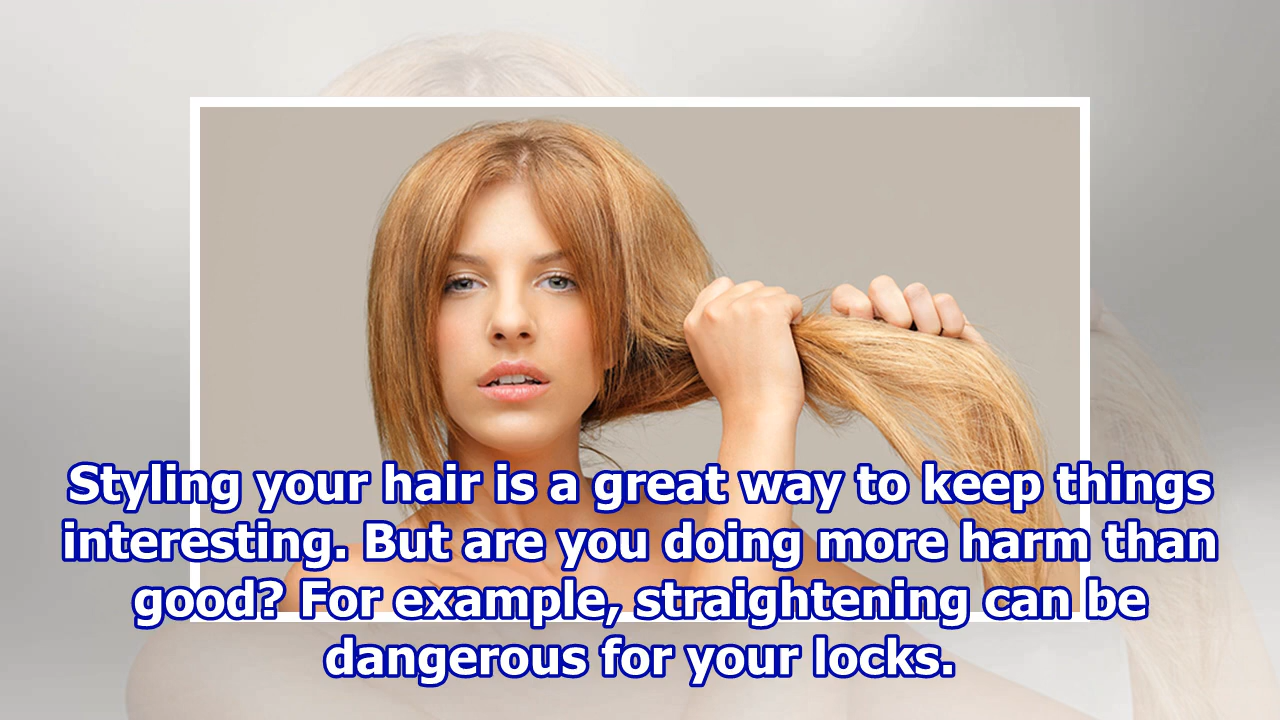 Styling your hair is a great way to keep things
interesting. But are you doing more harm than
good? For example, straightening can be
dangerous for your locks.